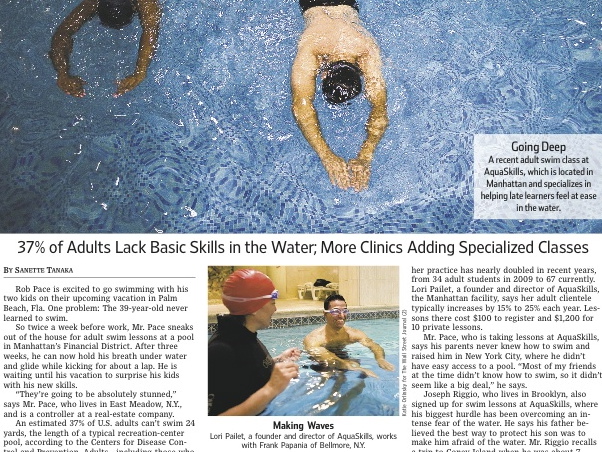 Going Deep
A recent adult swim class at
AquaSkills, which is located in
Manhattan and specializes in
helping late learners feel at ease
in the water.
37% of Adults Lack Basic Skills in the Water; More Clinics Adding Specialized Classes
BY SANETTE TANAKA
Rob Pace is excited to go swimming with his
two kids on their upcoming vacation in Palm
Beach, Fla. One problem: The 39-year-old never
learned to swim.
So twice a week before work, Mr. Pace sneaks
out of the house for adult swim lessons at a pool
in Manhattan's Financial District. After three
weeks, he can now hold his breath under water
and glide while kicking for about a lap. He is
waiting until his vacation to surprise his kids
with his new skills.
"They're going to be absolutely stunned,"
says Mr. Pace, who lives in East Meadow, N.Y.,
and is a controller at a real-estate company.
An estimated 37% of U.S. adults can't swim 24
yards, the length of a typical recreation-center
pool, according to the Centers for Disease Con-
trol and Prevention. Adults—including those who
Katie Orlinsky for The Wall Street Journal (2)
Making Waves
Lori Pailet, a founder and director of AquaSkills, works
with Frank Papania of Bellmore, N.Y.
her practice has nearly doubled in recent years,
from 34 adult students in 2009 to 67 currently.
Lori Pailet, a founder and director of AquaSkills,
the Manhattan facility, says her adult clientele
typically increases by 15% to 25% each year. Les-
sons there cost $100 to register and $1,200 for
10 private lessons.
Mr. Pace, who is taking lessons at AquaSkills,
says his parents never knew how to swim and
raised him in New York City, where he didn't
have easy access to a pool. "Most of my friends
at the time didn't know how to swim, so it didn't
seem like a big deal," he says.
Joseph Riggio, who lives in Brooklyn, also
signed up for swim lessons at AquaSkills, where
his biggest hurdle has been overcoming an in-
tense fear of the water. He says his father be-
lieved the best way to protect his son was to
make him afraid of the water. Mr. Riggio recalls
a trip to Coney Island when he was about 7